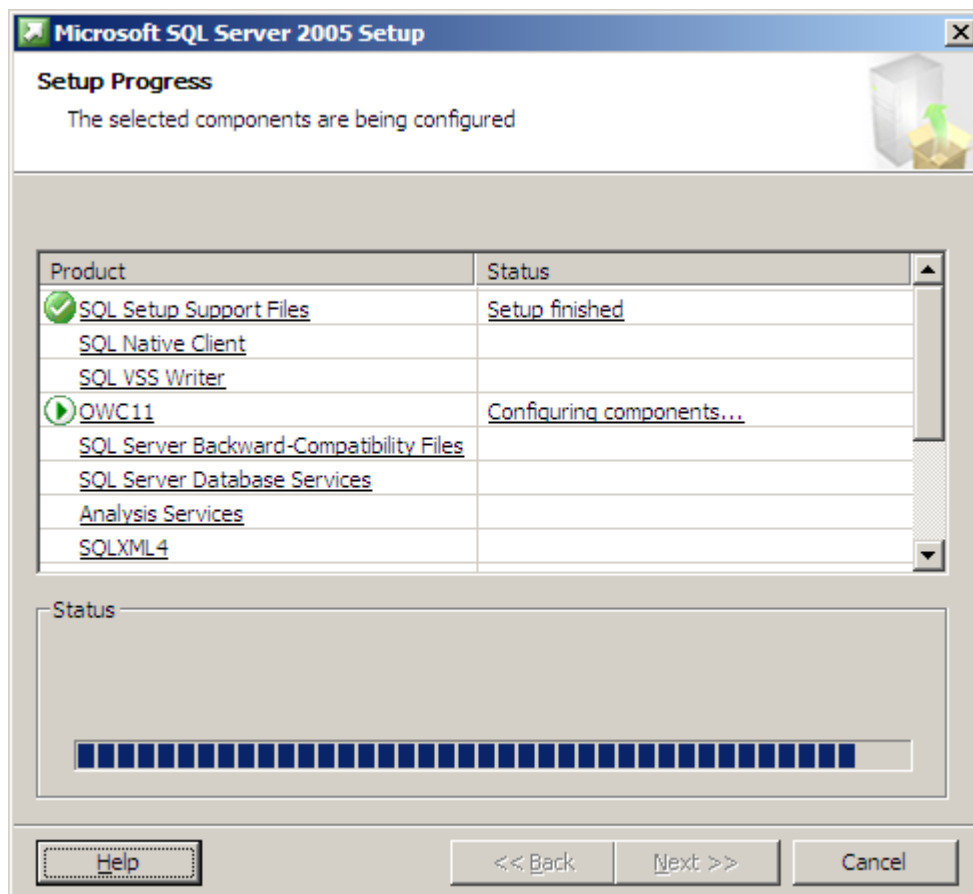 Microsoft SQL Server 2005 Setup
Setup Progress
The selected components are being configured
Product Status
SQL Setup Support Files Setup finished
SQL Native Client
SQL VSS Writer
OWC11 Configuring components...
SQL Server Backward-Compatibility Files
SQL Server Database Services
Analysis Services
SQLXML4
Status
Help << Back Next >> Cancel